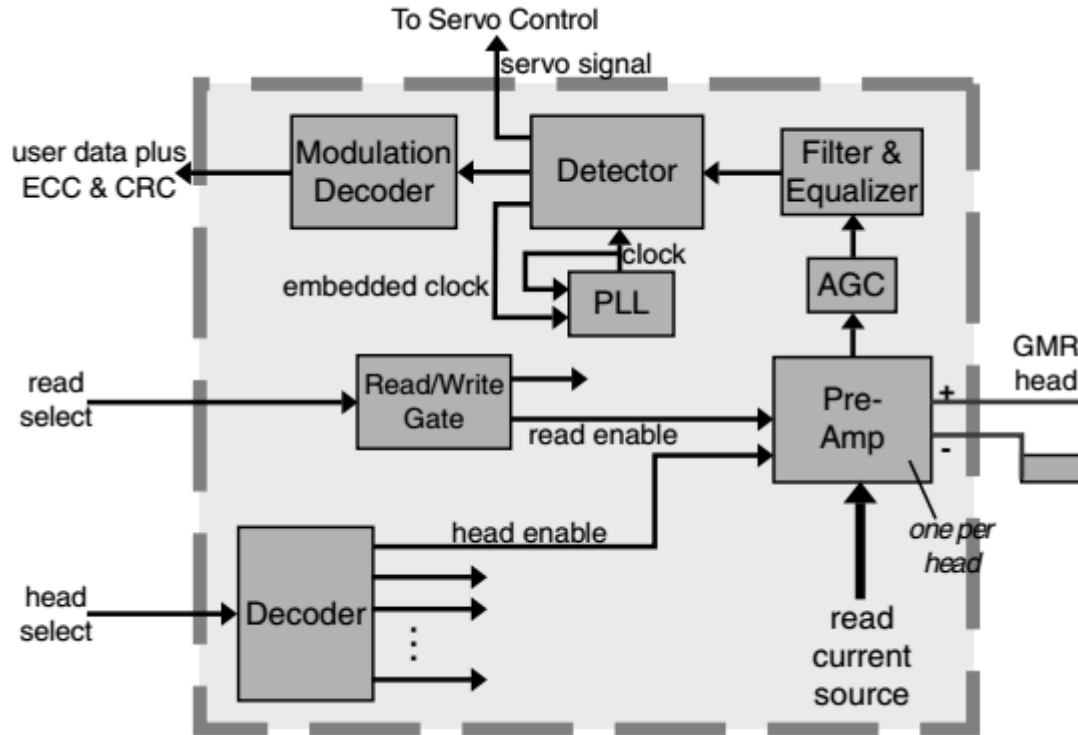 To Servo Control
servo signal
user data plus
ECC & CRC
Modulation
Decoder
Detector
Filter &
Equalizer
clock
embedded clock
PLL
AGC
GMR
head
read
select
Read/Write
Gate
read enable
Pre-
Amp
+
-
one per
head
head enable
head
select
Decoder
read
current
source